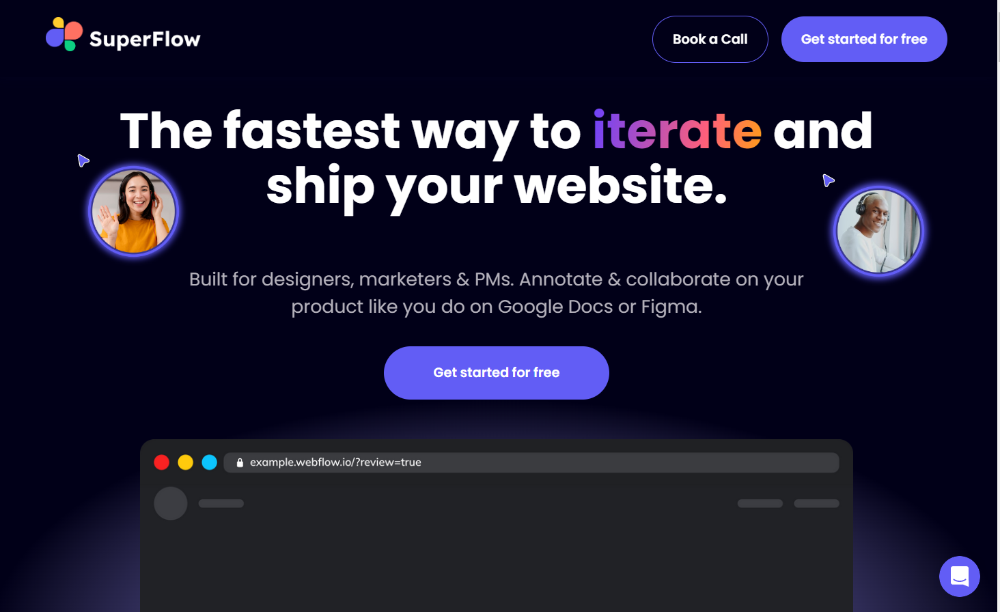 SuperFlow
Book a Call
Get started for free
The fastest way to iterate and
ship your website.
Built for designers, marketers & PMs. Annotate & collaborate on your
product like you do on Google Docs or Figma.
Get started for free
example.webflow.io/?review=true